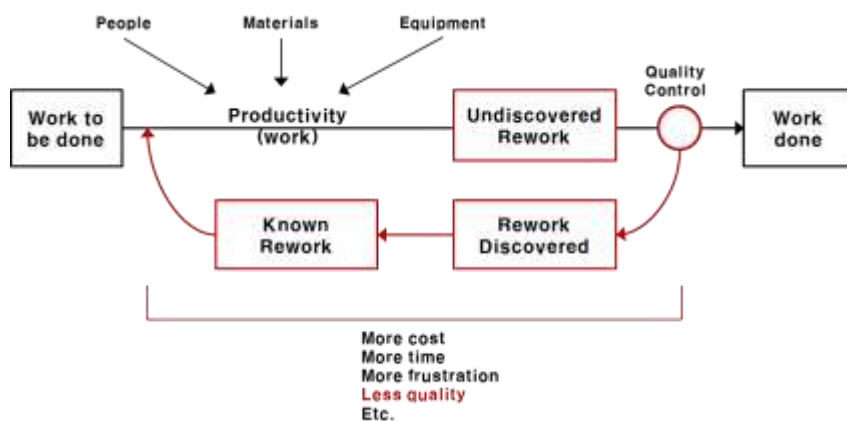 People
Materials
Equipment
Quality
Control
Work to
be done
Productivity
(work)
Undiscovered
Rework
Work
done
Known
Rework
Rework
Discovered
More cost
More time
More frustration
Less quality
Etc.